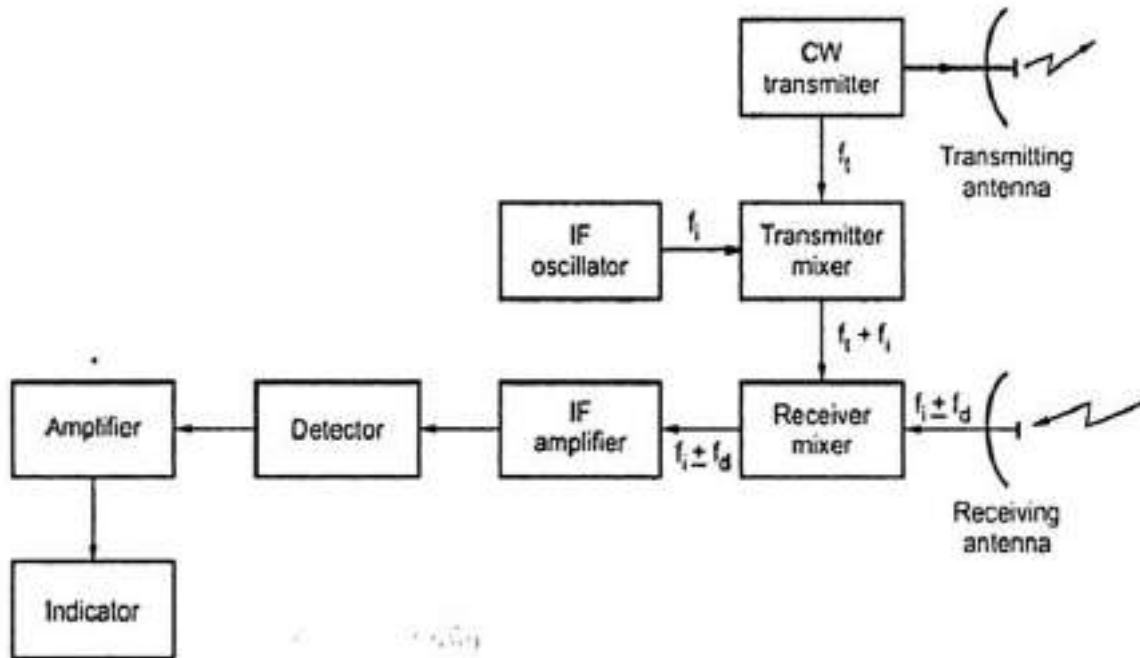 CW
transmitter
f_t
Transmitting
antenna
IF
oscillator
f_i
Transmitter
mixer
f_t + f_i
Amplifier
Detector
IF
amplifier
f_i ± f_d
Receiver
mixer
f_i ± f_d
Receiving
antenna
Indicator